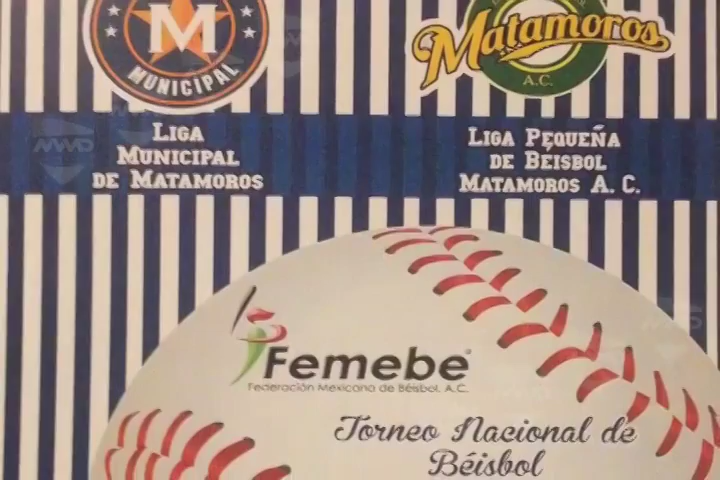 M
MUNICIPAL
Matamoros
A.C.
LIGA
MUNICIPAL
DE MATAMOROS
LIGA PEQUEÑA
DE BÉISBOL
MATAMOROS A. C.
Femebe
Federación Mexicana de Béisbol, A.C.
Torneo Nacional de
Béisbol